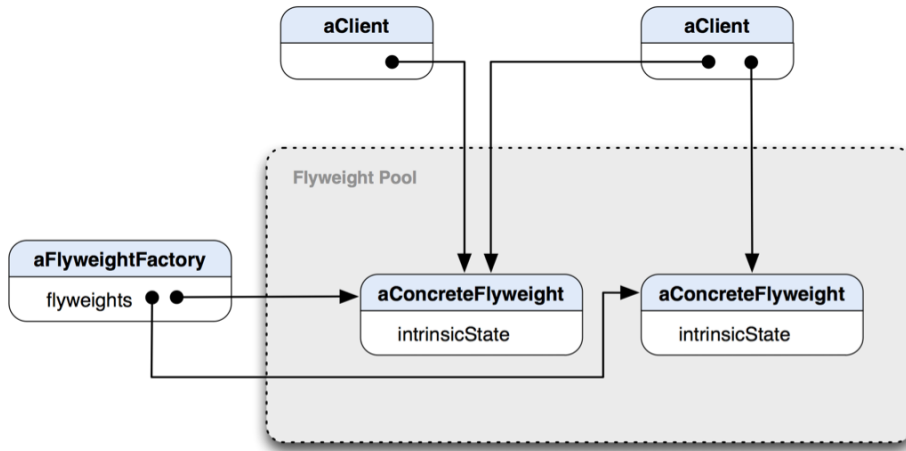 aClient
aClient
Flyweight Pool
aFlyweightFactory
flyweights
aConcreteFlyweight
intrinsicState
aConcreteFlyweight
intrinsicState